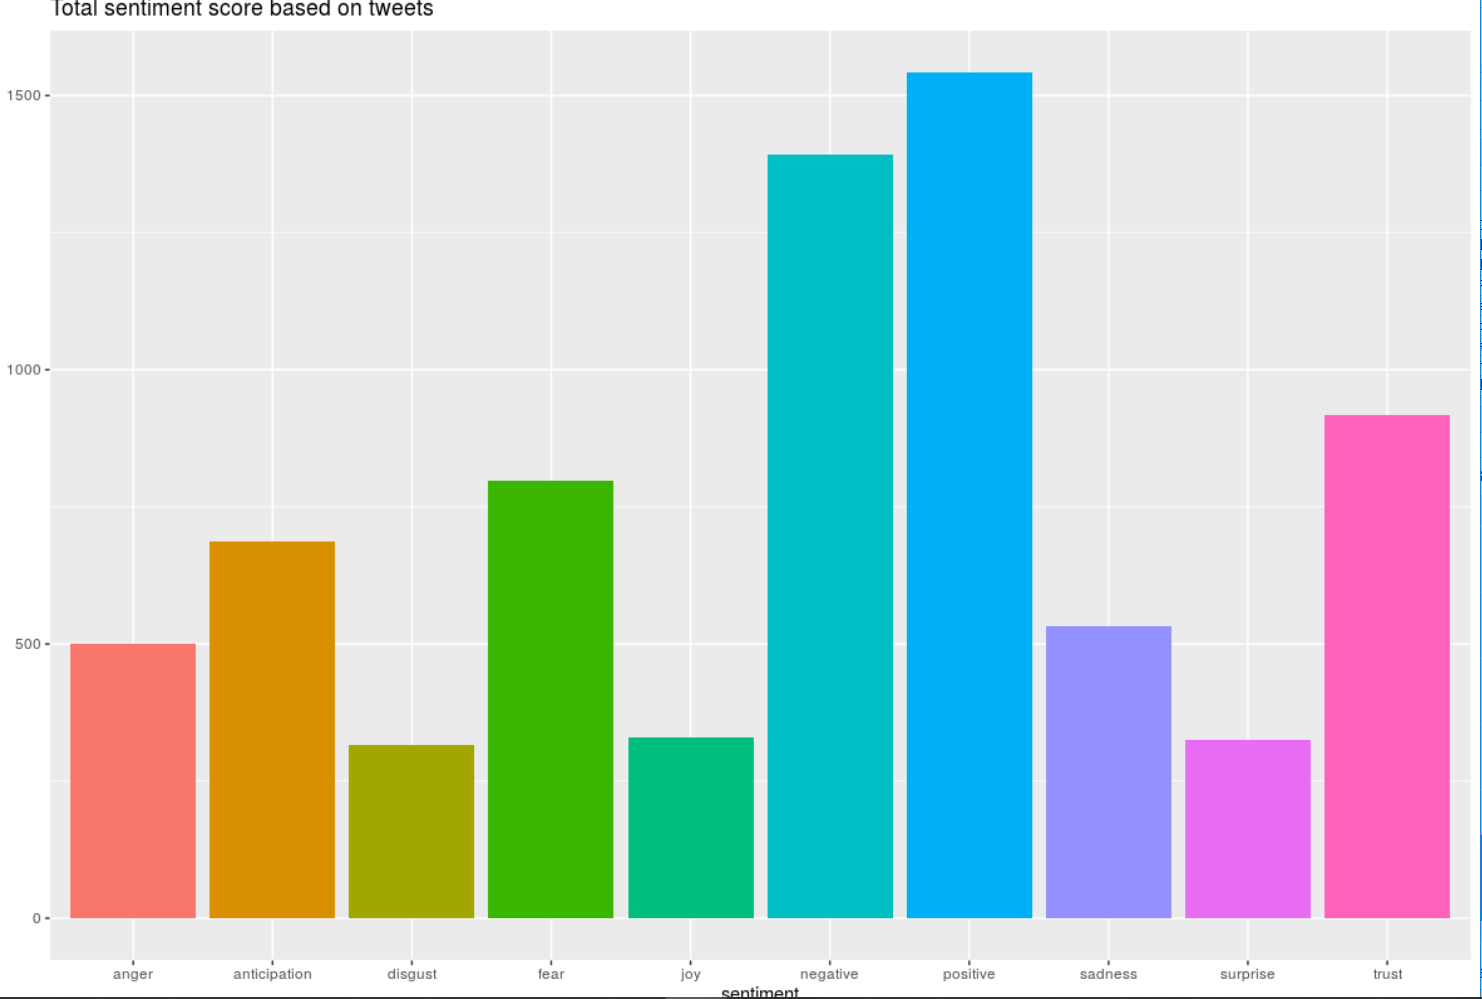 Total sentiment score based on tweets
1500
1000
500
0
anger anticipation disgust fear joy negative positive sadness surprise trust
sentiment